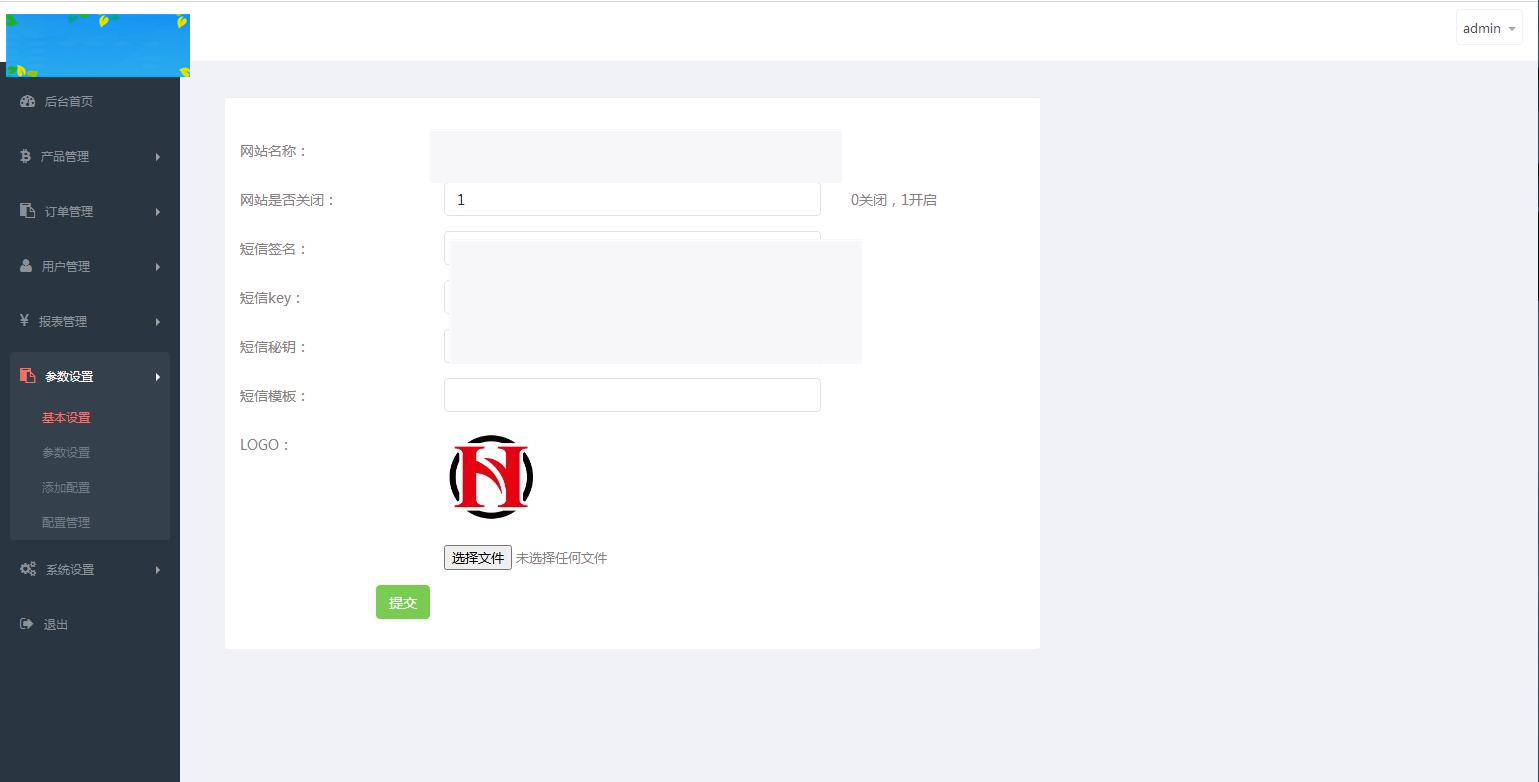 admin
后台首页
产品管理
订单管理
用户管理
报表管理
参数设置
基本设置
参数设置
添加配置
配置管理
系统设置
退出
网站名称：
网站是否关闭： 1 0关闭，1开启
短信签名：
短信key：
短信秘钥：
短信模板：
LOGO：
选择文件 未选择任何文件
提交